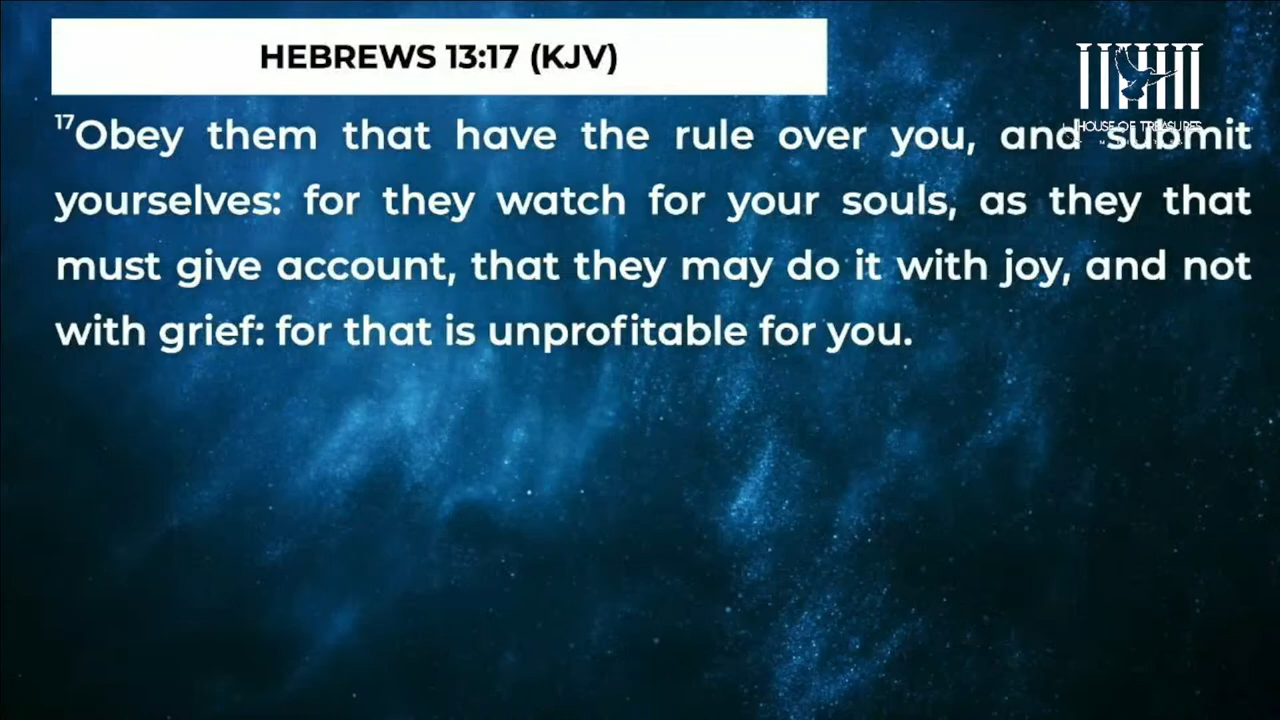 HEBREWS 13:17 (KJV)
HOUSE OF TREASURES
¹⁷Obey them that have the rule over you, and submit
yourselves: for they watch for your souls, as they that
must give account, that they may do it with joy, and not
with grief: for that is unprofitable for you.